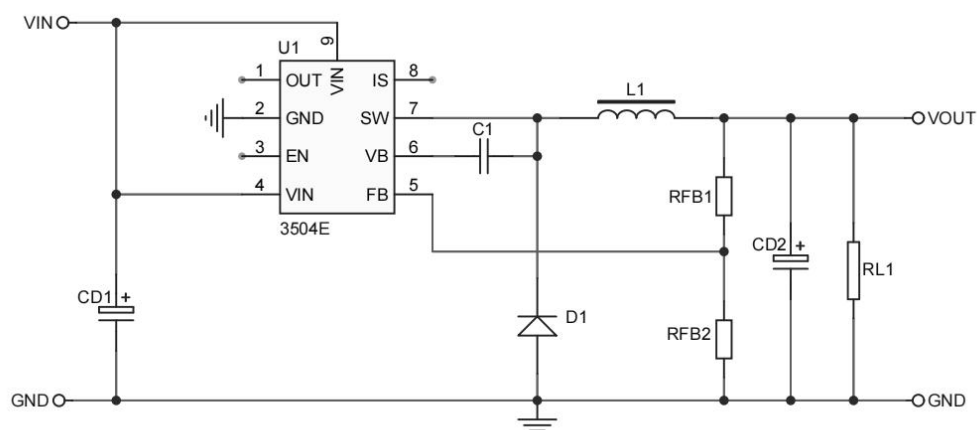 VIN
U1
9
VIN
1
OUT
IS
8
2
GND
SW
7
L1
VOUT
C1
3
EN
VB
6
4
VIN
FB
5
RFB1
3504E
CD2 +
RL1
CD1 +
D1
RFB2
GND
GND